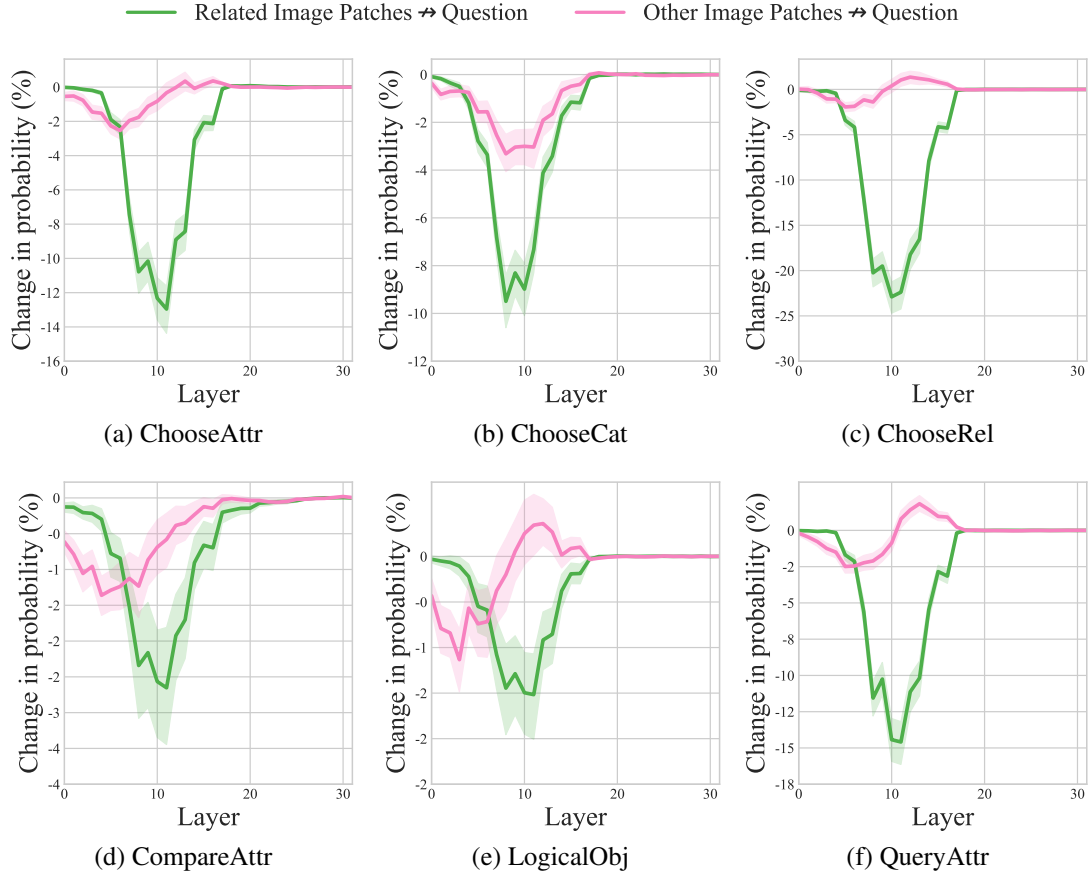 Related Image Patches ↛ Question Other Image Patches ↛ Question
Change in probability (%)
0
-2
-4
-6
-8
-10
-12
-14
-16
0 10 20 30
Layer
(a) ChooseAttr
Change in probability (%)
0
-2
-4
-6
-8
-10
-12
0 10 20 30
Layer
(b) ChooseCat
Change in probability (%)
0
-5
-10
-15
-20
-25
-30
0 10 20 30
Layer
(c) ChooseRel
Change in probability (%)
0
-0
-1
-2
-2
-2
-3
-4
-4
0 10 20 30
Layer
(d) CompareAttr
Change in probability (%)
0
-0
-1
-2
-2
-2
0 10 20 30
Layer
(e) LogicalObj
Change in probability (%)
0
-2
-5
-8
-10
-12
-15
-18
0 10 20 30
Layer
(f) QueryAttr